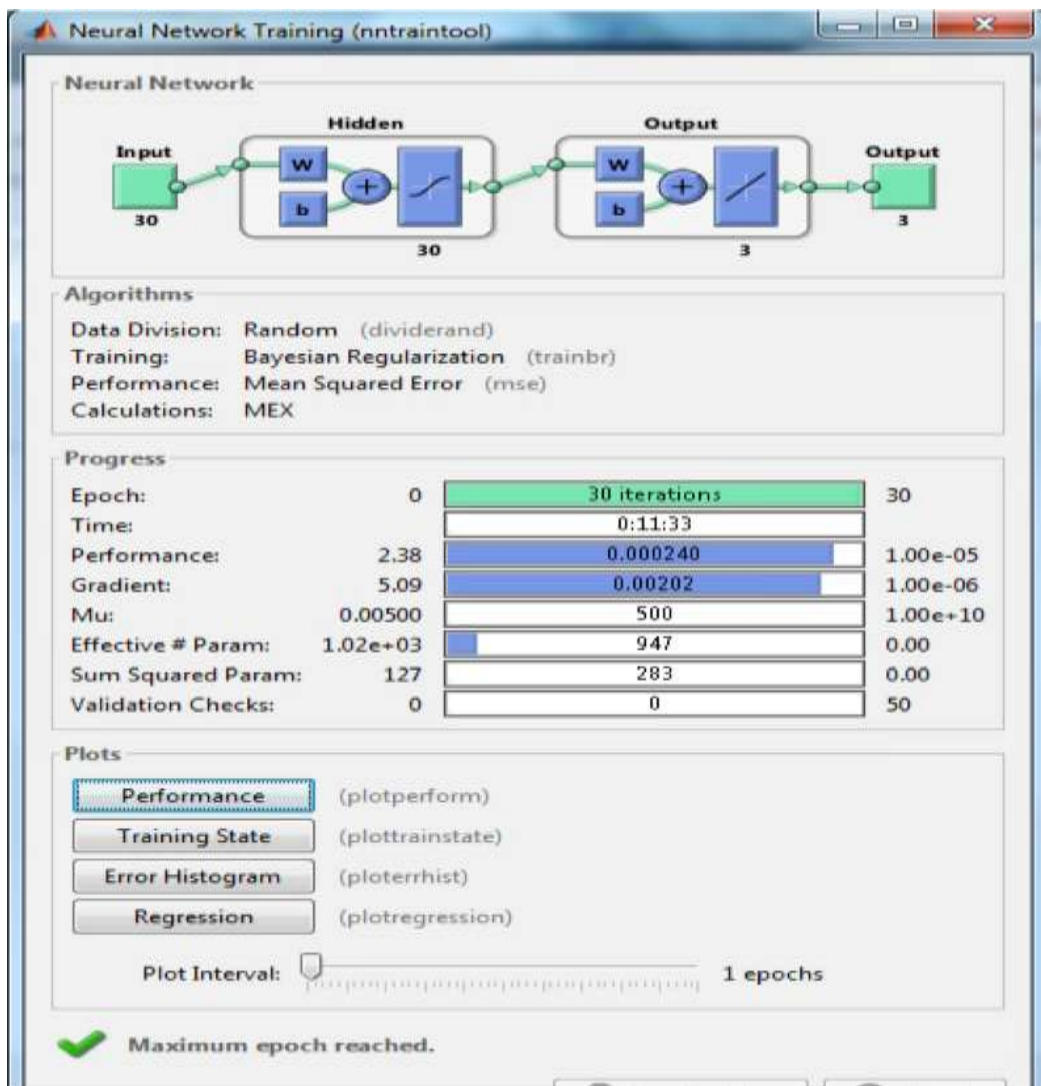 Neural Network Training (nntraintool)
Neural Network
Hidden
Output
Input
W
b
+
W
b
+
Output
30
30
3
3
Algorithms
Data Division: Random (dividerand)
Training: Bayesian Regularization (trainbr)
Performance: Mean Squared Error (mse)
Calculations: MEX
Progress
Epoch: 0 30 iterations 30
Time: 0:11:33
Performance: 2.38 0.000240 1.00e-05
Gradient: 5.09 0.00202 1.00e-06
Mu: 0.00500 500 1.00e+10
Effective # Param: 1.02e+03 947 0.00
Sum Squared Param: 127 283 0.00
Validation Checks: 0 0 50
Plots
Performance (plotperform)
Training State (plottrainstate)
Error Histogram (ploterrhist)
Regression (plotregression)
Plot Interval: 1 epochs
Maximum epoch reached.